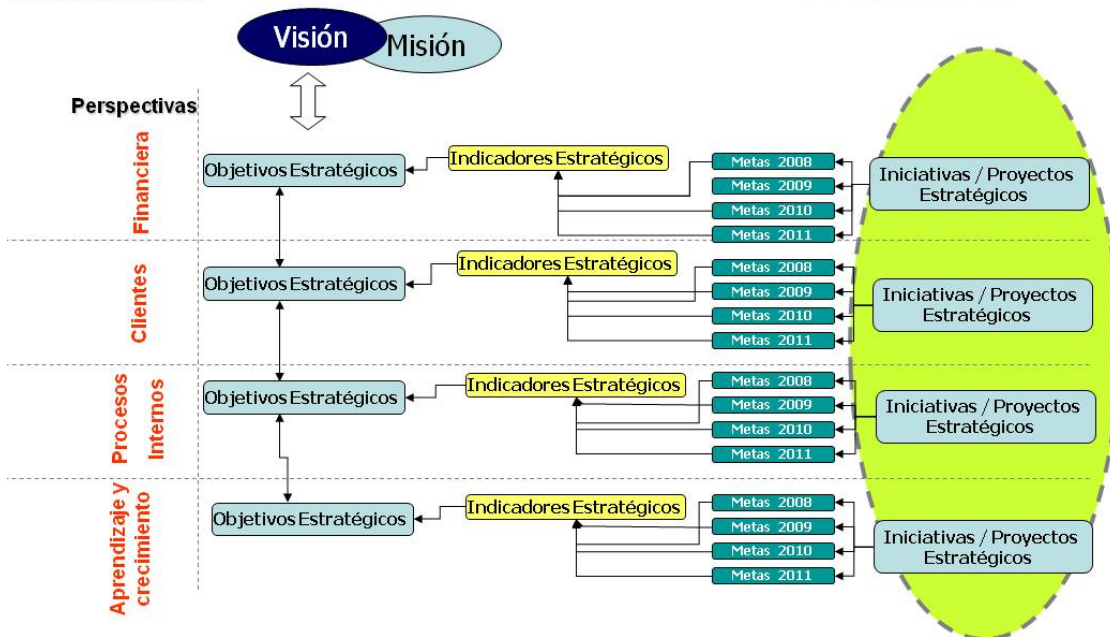 Visión
Misión
Perspectivas
Financiera
Objetivos Estratégicos
Indicadores Estratégicos
Metas 2008
Metas 2009
Metas 2010
Metas 2011
Iniciativas / Proyectos
Estratégicos
Clientes
Objetivos Estratégicos
Indicadores Estratégicos
Metas 2008
Metas 2009
Metas 2010
Metas 2011
Iniciativas / Proyectos
Estratégicos
Procesos
Internos
Objetivos Estratégicos
Indicadores Estratégicos
Metas 2008
Metas 2009
Metas 2010
Metas 2011
Iniciativas / Proyectos
Estratégicos
Aprendizaje y
crecimiento
Objetivos Estratégicos
Indicadores Estratégicos
Metas 2008
Metas 2009
Metas 2010
Metas 2011
Iniciativas / Proyectos
Estratégicos